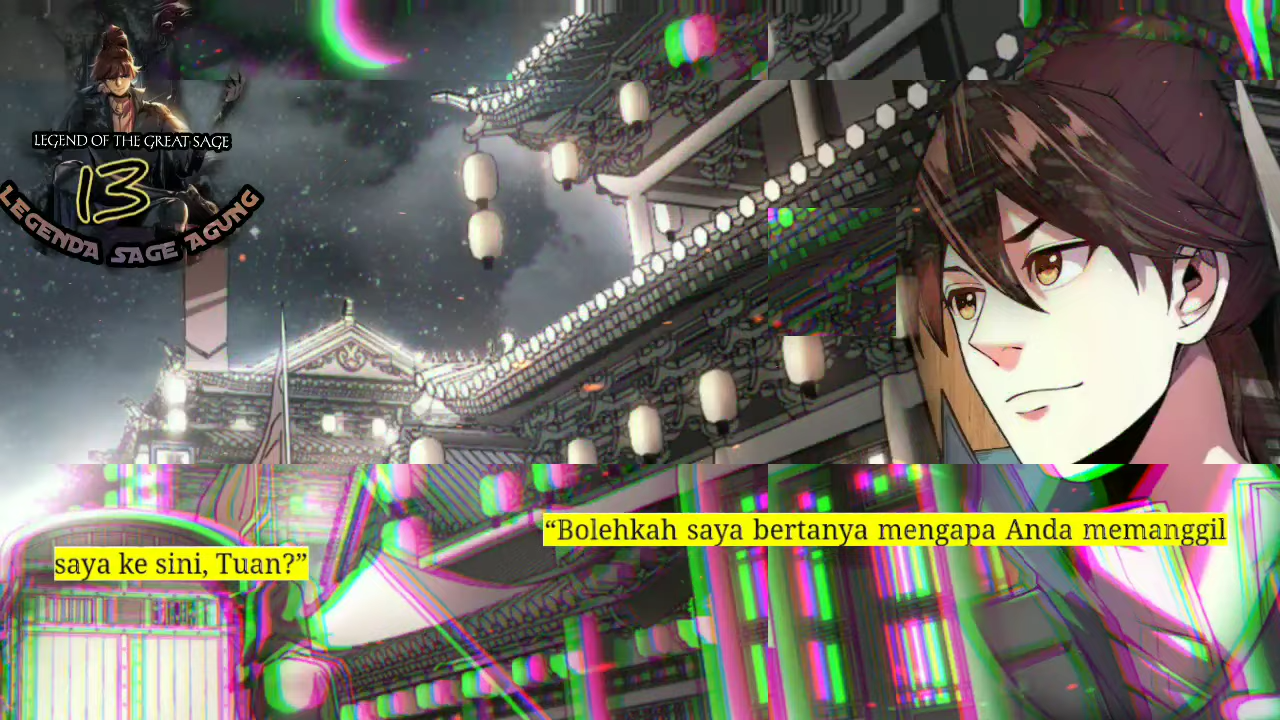 LEGEND OF THE GREAT SAGE
13
LEGENDA SAGE AGUNG
“Bolehkah saya bertanya mengapa Anda memanggil
saya ke sini, Tuan?”